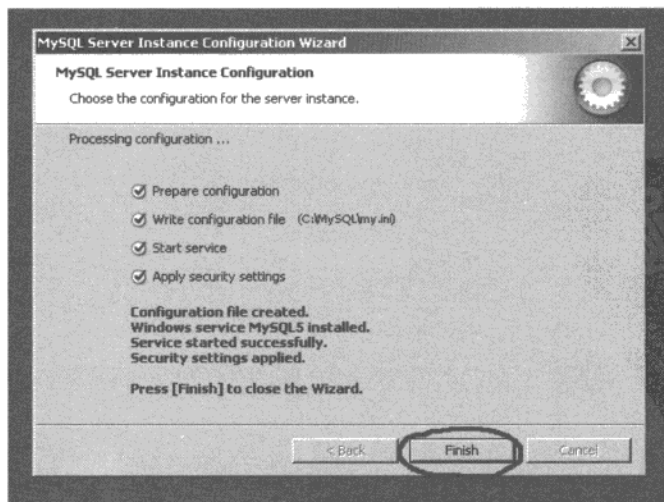 MySQL Server Instance Configuration Wizard
MySQL Server Instance Configuration
Choose the configuration for the server instance.
Processing configuration ...
Prepare configuration
Write configuration file (C:\MySQL\my.ini)
Start service
Apply security settings
Configuration file created.
Windows service MySQL5 installed.
Service started successfully.
Security settings applied.
Press [Finish] to close the Wizard.
< Back Finish Cancel